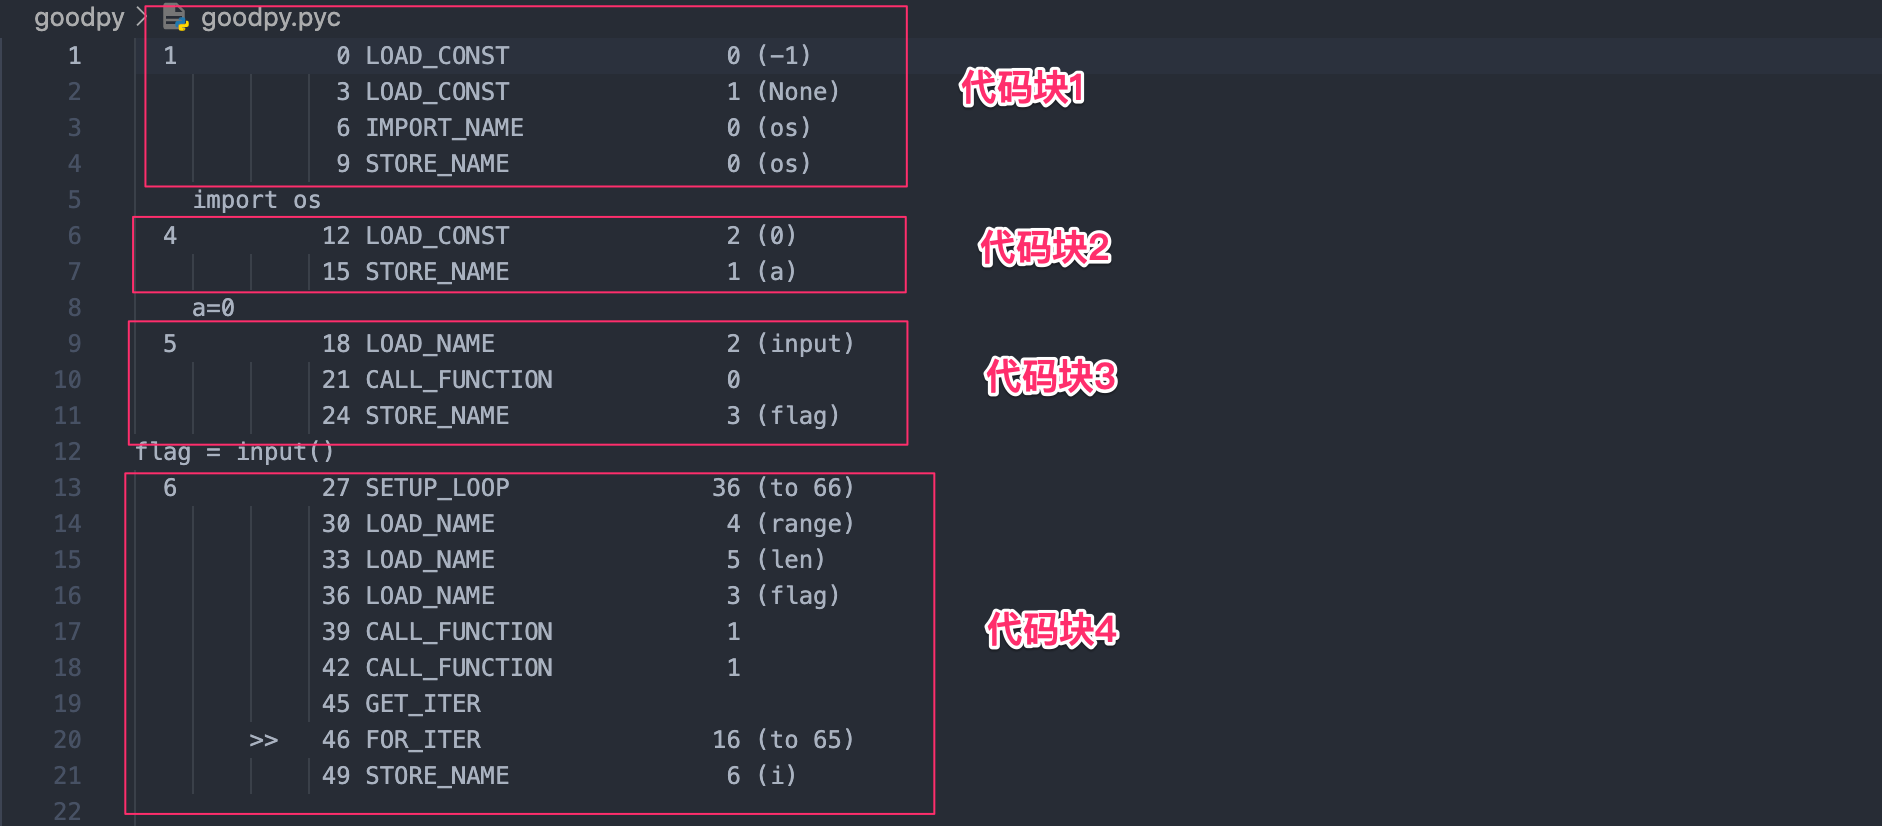 goodpy > goodpy.pyc
1 1 0 LOAD_CONST 0 (-1)
2 3 LOAD_CONST 1 (None)
代码块1
3 6 IMPORT_NAME 0 (os)
4 9 STORE_NAME 0 (os)
5 import os
6 4 12 LOAD_CONST 2 (0)
代码块2
7 15 STORE_NAME 1 (a)
8 a=0
9 5 18 LOAD_NAME 2 (input)
10 21 CALL_FUNCTION 0
代码块3
11 24 STORE_NAME 3 (flag)
12 flag = input()
13 6 27 SETUP_LOOP 36 (to 66)
14 30 LOAD_NAME 4 (range)
15 33 LOAD_NAME 5 (len)
16 36 LOAD_NAME 3 (flag)
17 39 CALL_FUNCTION 1
代码块4
18 42 CALL_FUNCTION 1
19 45 GET_ITER
20 >> 46 FOR_ITER 16 (to 65)
21 49 STORE_NAME 6 (i)
22